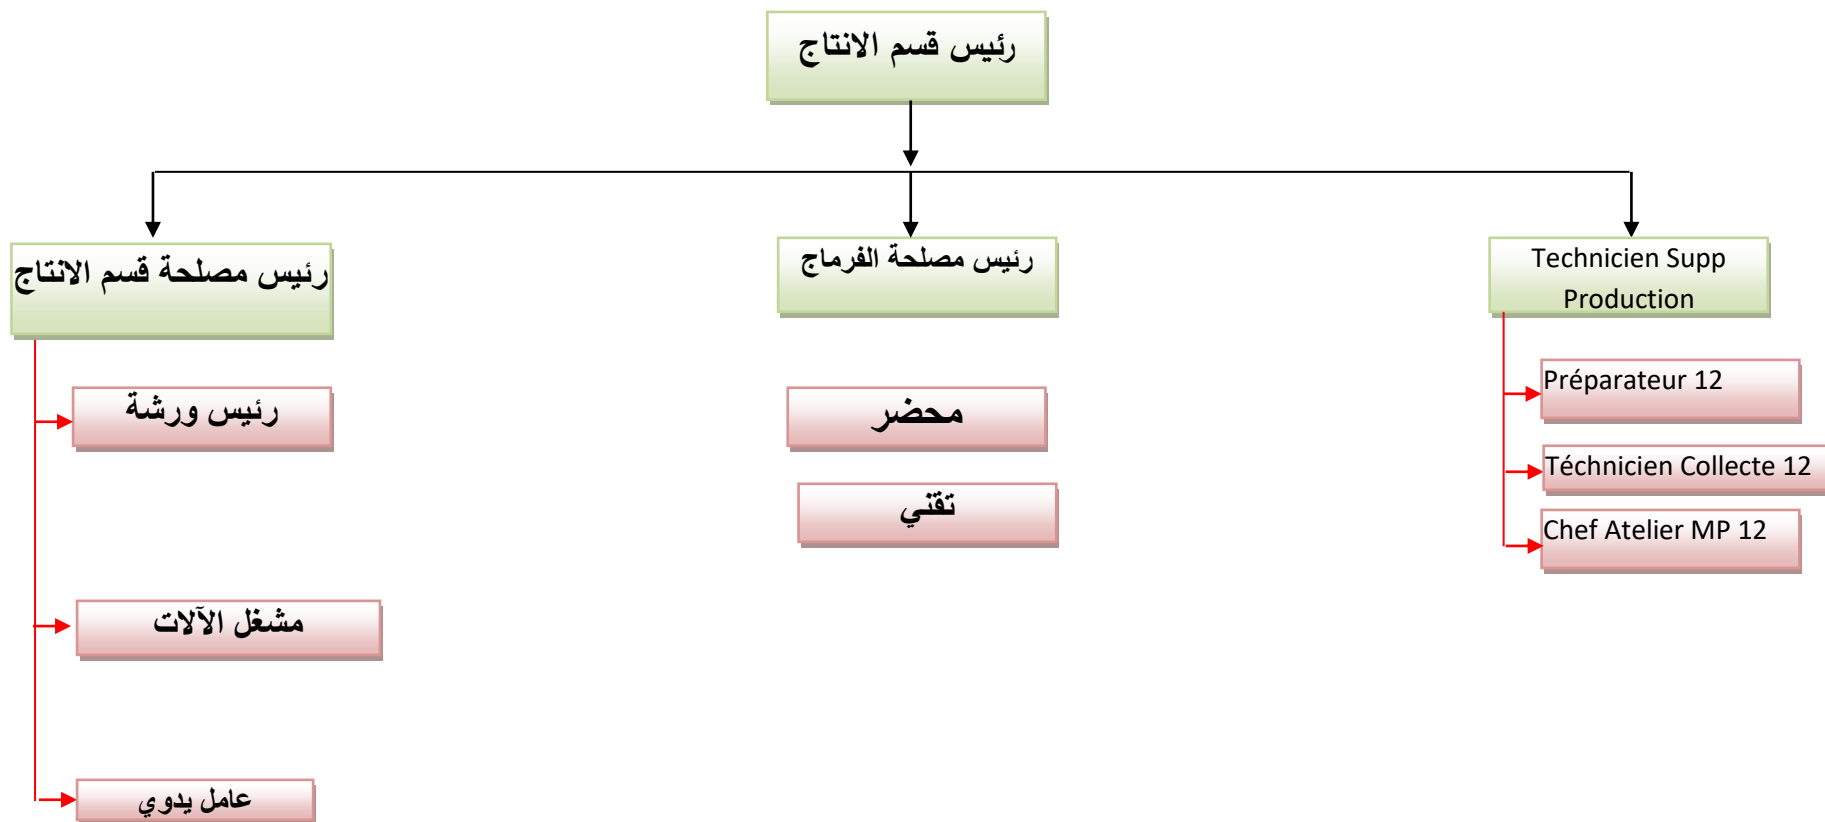 رئيس قسم الانتاج
رئيس مصلحة قسم الانتاج
رئيس مصلحة الفرماج
Technicien Supp
Production
رئيس ورشة
مشغل الآلات
عامل يدوي
محضر
تقني
Préparateur 12
Téchnicien Collecte 12
Chef Atelier MP 12